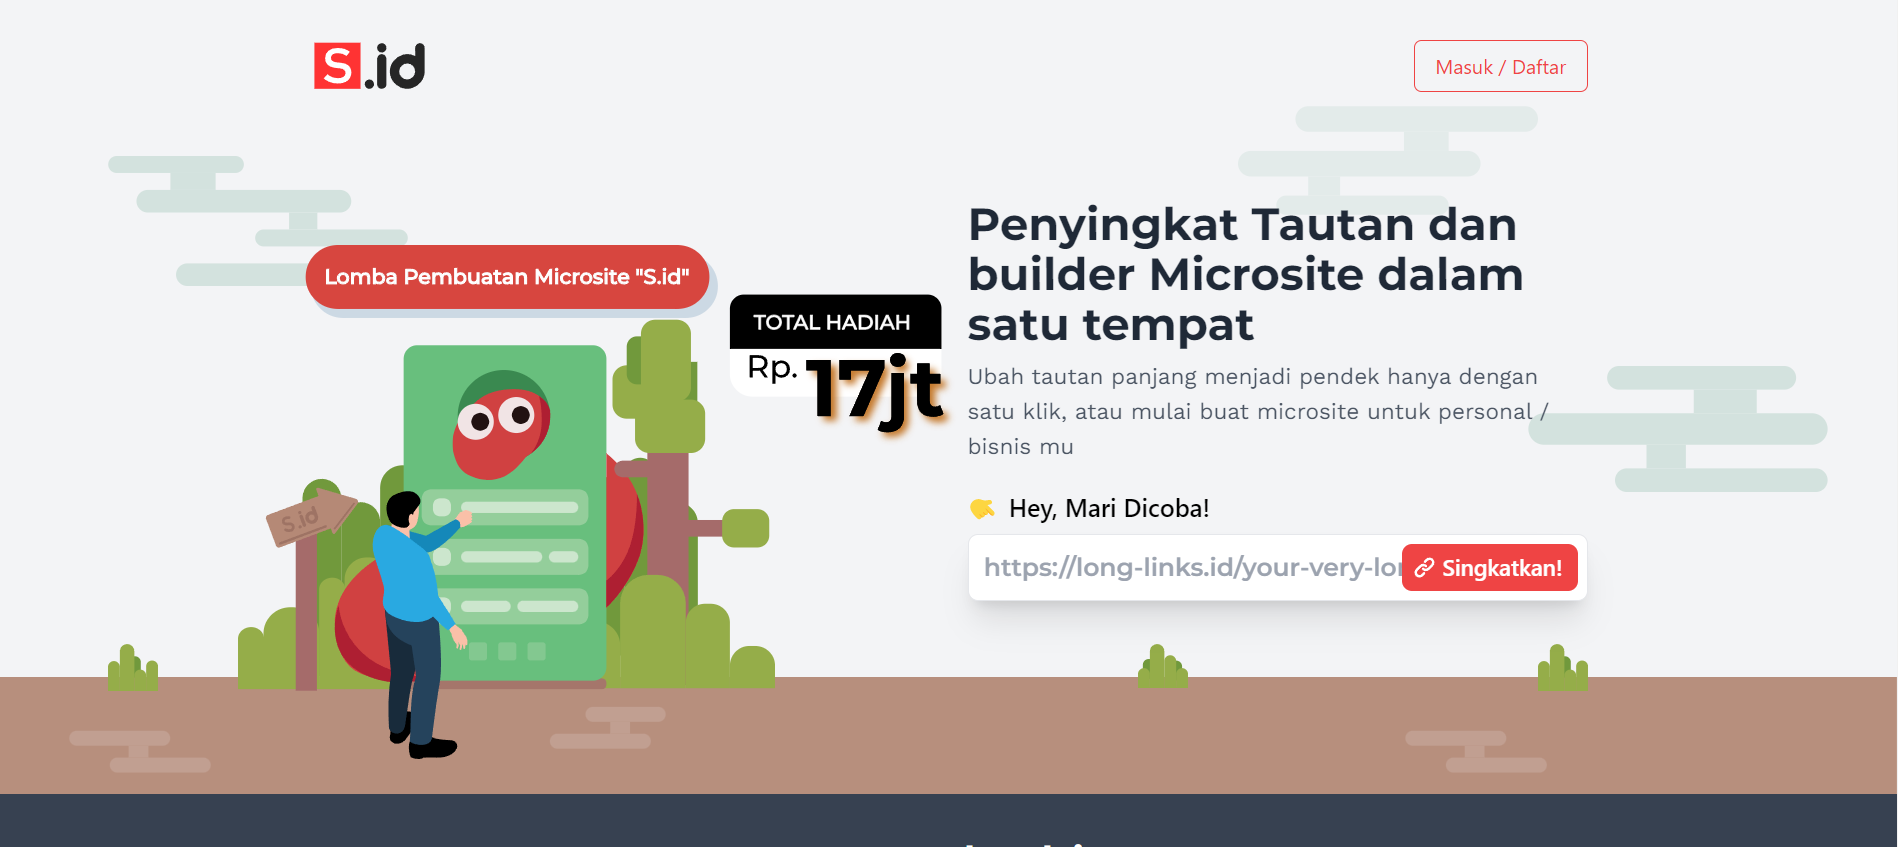 S.id
Masuk / Daftar
Lomba Pembuatan Microsite "S.id"
TOTAL HADIAH
Rp. 17jt
S.id
Penyingkat Tautan dan
builder Microsite dalam
satu tempat
Ubah tautan panjang menjadi pendek hanya dengan
satu klik, atau mulai buat microsite untuk personal /
bisnis mu
Hey, Mari Dicoba!
https://long-links.id/your-very-lon
Singkatkan!